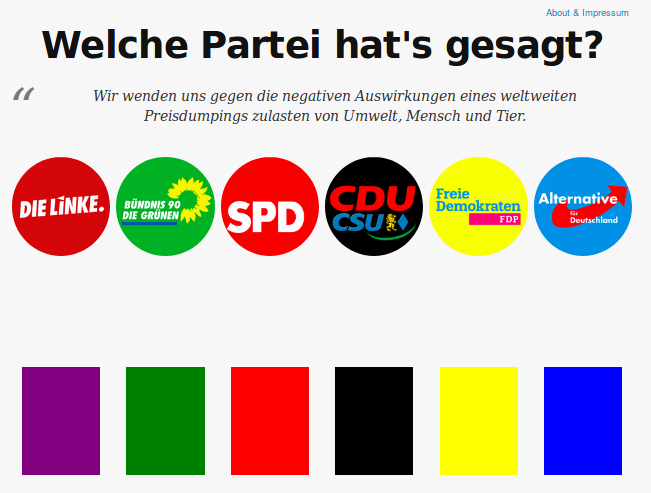 About & Impressum
Welche Partei hat's gesagt?
“ Wir wenden uns gegen die negativen Auswirkungen eines weltweiten
Preisdumpings zulasten von Umwelt, Mensch und Tier.
DIE LINKE.
BÜNDNIS 90
DIE GRÜNEN
SPD
CDU
CSU
Freie
Demokraten
FDP
Alternative
für
Deutschland